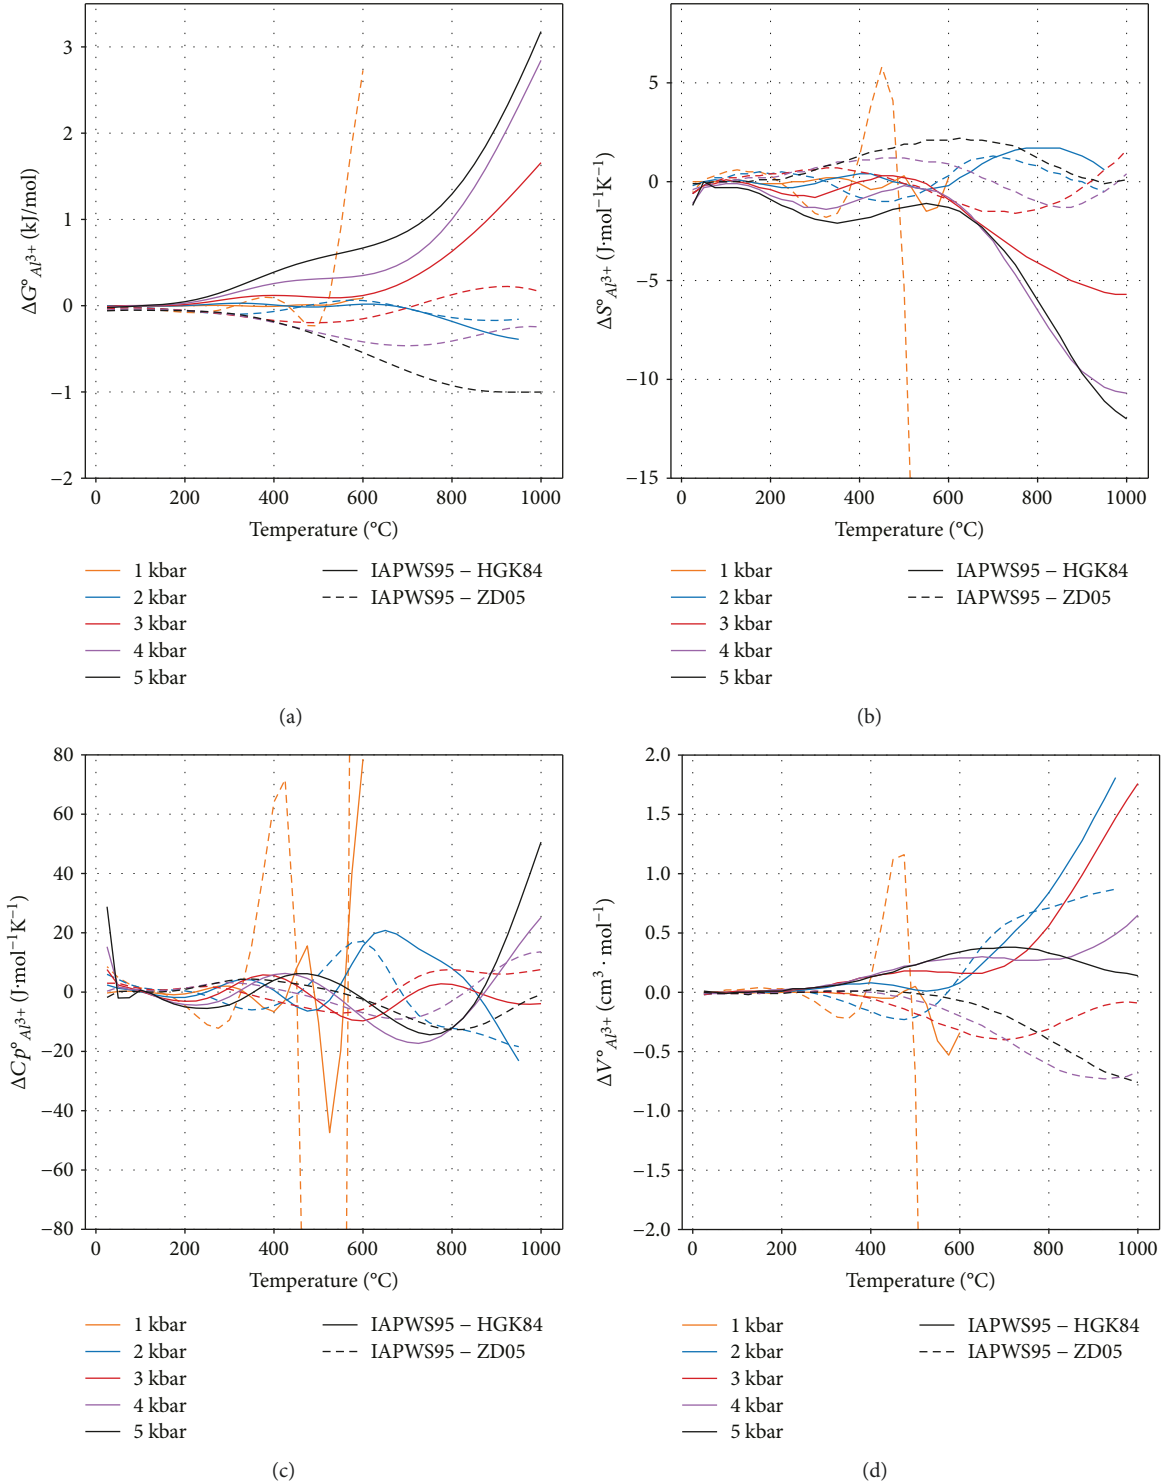 3
2
1
0
−1
−2
ΔG°Al3+ (kJ/mol)
0 200 400 600 800 1000
Temperature (°C)
1 kbar
2 kbar
3 kbar
4 kbar
5 kbar
IAPWS95 – HGK84
IAPWS95 – ZD05
(a)
5
0
−5
−10
−15
ΔS°Al3+ (J·mol−1K−1)
0 200 400 600 800 1000
Temperature (°C)
1 kbar
2 kbar
3 kbar
4 kbar
5 kbar
IAPWS95 – HGK84
IAPWS95 – ZD05
(b)
80
60
40
20
0
−20
−40
−60
−80
ΔCp°Al3+ (J·mol−1K−1)
0 200 400 600 800 1000
Temperature (°C)
1 kbar
2 kbar
3 kbar
4 kbar
5 kbar
IAPWS95 – HGK84
IAPWS95 – ZD05
(c)
2.0
1.5
1.0
0.5
0.0
−0.5
−1.0
−1.5
−2.0
ΔV°Al3+ (cm3 · mol−1)
0 200 400 600 800 1000
Temperature (°C)
1 kbar
2 kbar
3 kbar
4 kbar
5 kbar
IAPWS95 – HGK84
IAPWS95 – ZD05
(d)